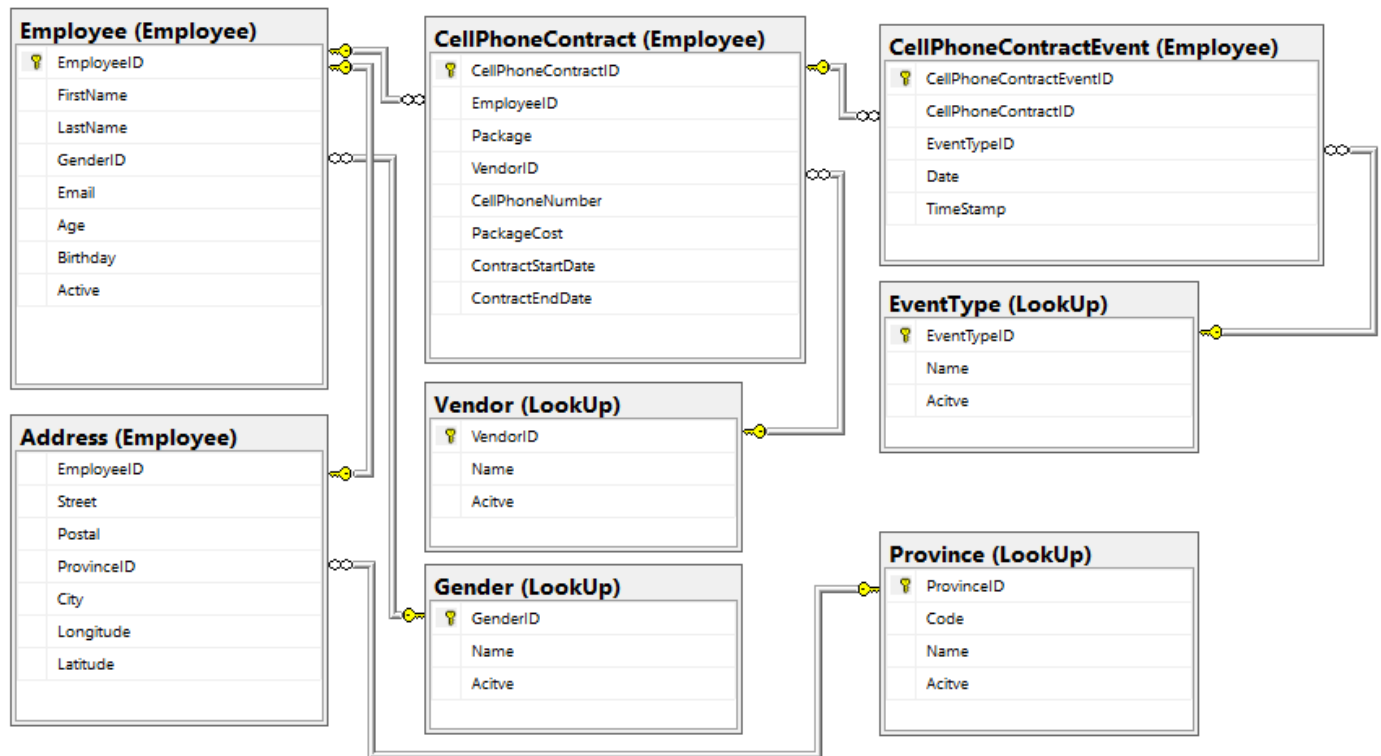 Employee (Employee)
EmployeeID
FirstName
LastName
GenderID
Email
Age
Birthday
Active
CellPhoneContract (Employee)
CellPhoneContractID
EmployeeID
Package
VendorID
CellPhoneNumber
PackageCost
ContractStartDate
ContractEndDate
CellPhoneContractEvent (Employee)
CellPhoneContractEventID
CellPhoneContractID
EventTypeID
Date
TimeStamp
EventType (LookUp)
EventTypeID
Name
Acitve
Vendor (LookUp)
VendorID
Name
Acitve
Address (Employee)
EmployeeID
Street
Postal
ProvinceID
City
Longitude
Latitude
Gender (LookUp)
GenderID
Name
Acitve
Province (LookUp)
ProvinceID
Code
Name
Acitve